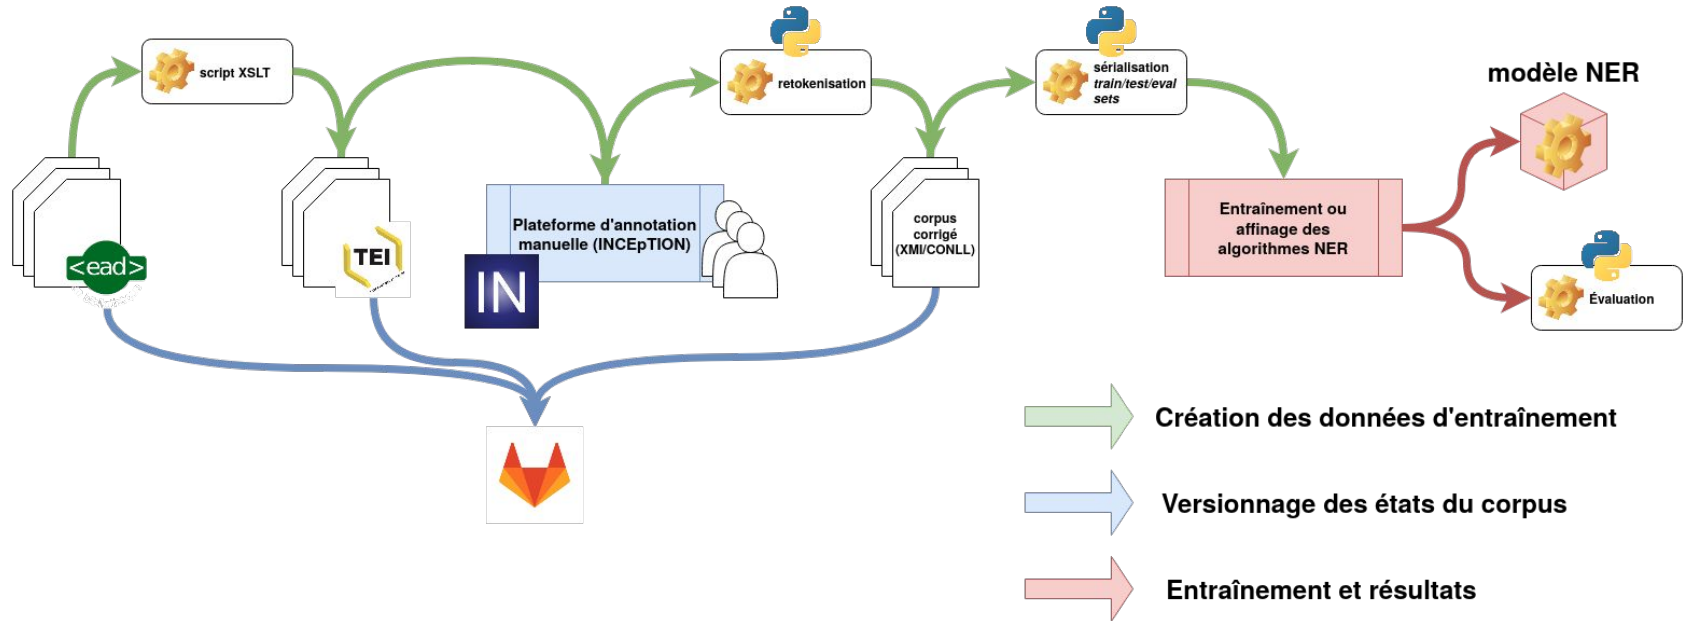 script XSLT
retokenisation
sérialisation
train/test/eval
sets
modèle NER
<ead>
TEI
Plateforme d'annotation
manuelle (INCEpTION)
IN
corpus
corrigé
(XMI/CONLL)
Entraînement ou
affinage des
algorithmes NER
Évaluation
Création des données d'entraînement
Versionnage des états du corpus
Entraînement et résultats